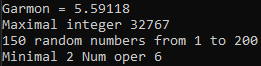 Garmon = 5.59118
Maximal integer 32767
150 random numbers from 1 to 200
Minimal 2 Num oper 6